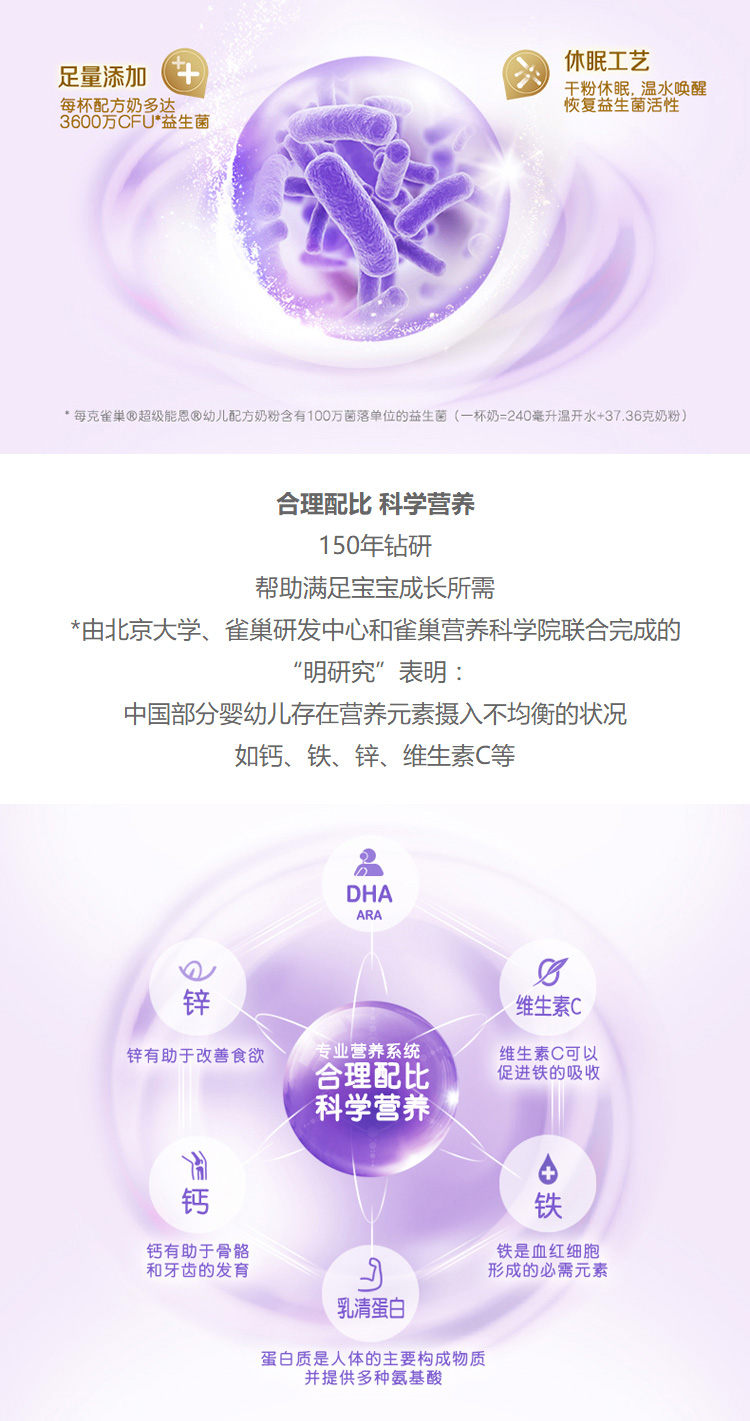 足量添加
每杯配方奶多达
3600万CFU*益生菌
休眠工艺
干粉休眠，温水唤醒
恢复益生菌活性
* 每克雀巢®超级能恩®幼儿配方奶粉含有100万菌落单位的益生菌（一杯奶=240毫升温开水+37.36克奶粉）
合理配比 科学营养
150年钻研
帮助满足宝宝成长所需
*由北京大学、雀巢研发中心和雀巢营养科学院联合完成的
“明研究”表明：
中国部分婴幼儿存在营养元素摄入不均衡的状况
如钙、铁、锌、维生素C等
DHA
ARA
锌
锌有助于改善食欲
维生素C
维生素C可以
促进铁的吸收
专业营养系统
合理配比
科学营养
钙
钙有助于骨骼
和牙齿的发育
铁
铁是血红细胞
形成的必需元素
乳清蛋白
蛋白质是人体的主要构成物质
并提供多种氨基酸